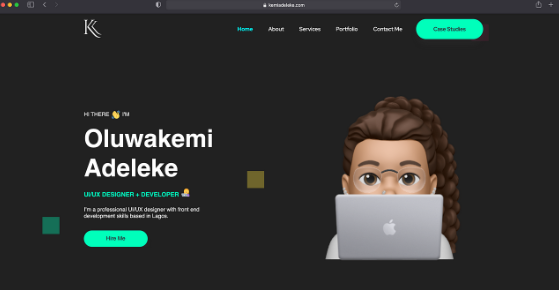 kemiadeleke.com
K
Home About Services Portfolio Contact Me Case Studies
HI THERE 👋 I'M
Oluwakemi
Adeleke
UI/UX DESIGNER + DEVELOPER
I'm a professional UI/UX designer with front end
development skills based in Lagos.
Hire Me